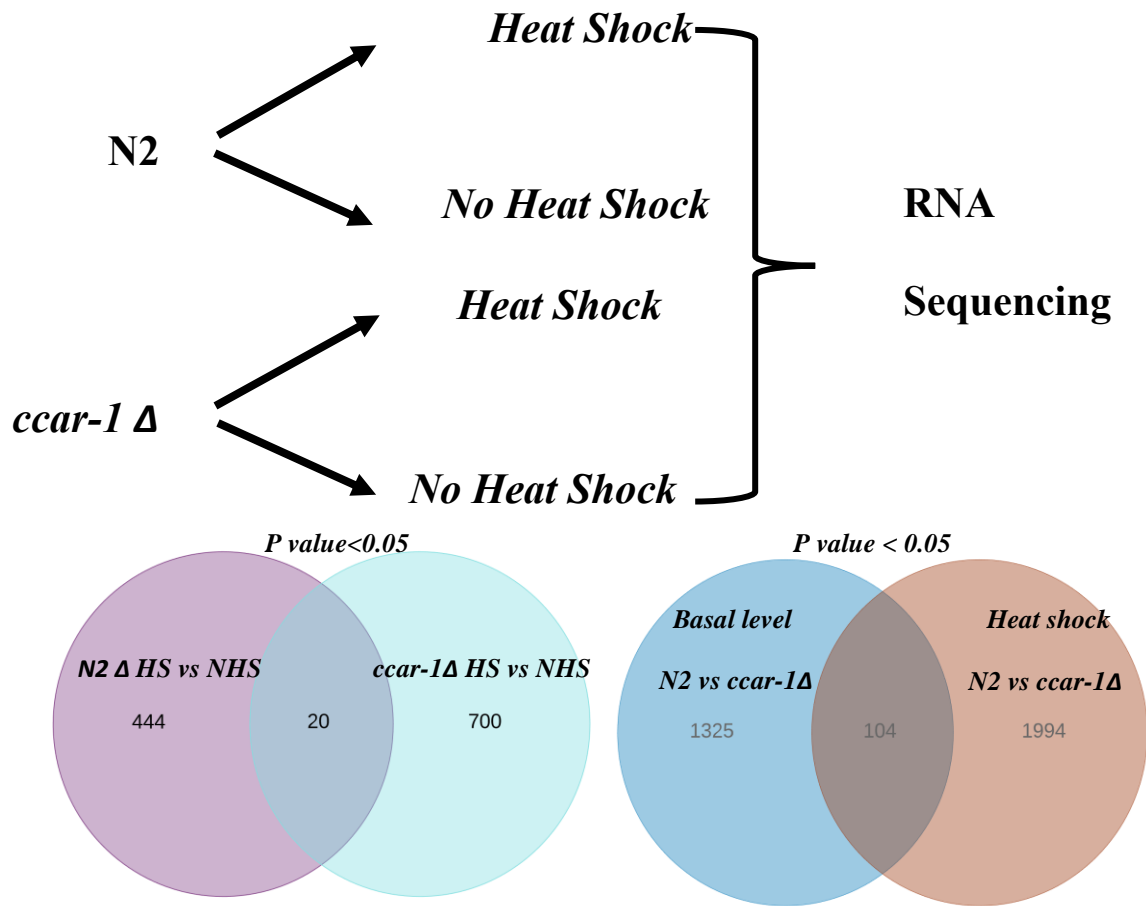 Heat Shock
N2
No Heat Shock
RNA
Heat Shock
Sequencing
ccar-1 Δ
No Heat Shock
P value<0.05
N2 Δ HS vs NHS
ccar-1Δ HS vs NHS
444
20
700
P value < 0.05
Basal level
Heat shock
N2 vs ccar-1Δ
N2 vs ccar-1Δ
1325
104
1994